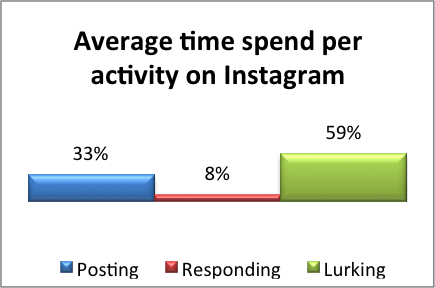 Average time spend per
activity on Instagram
33%
8%
59%
Posting
Responding
Lurking